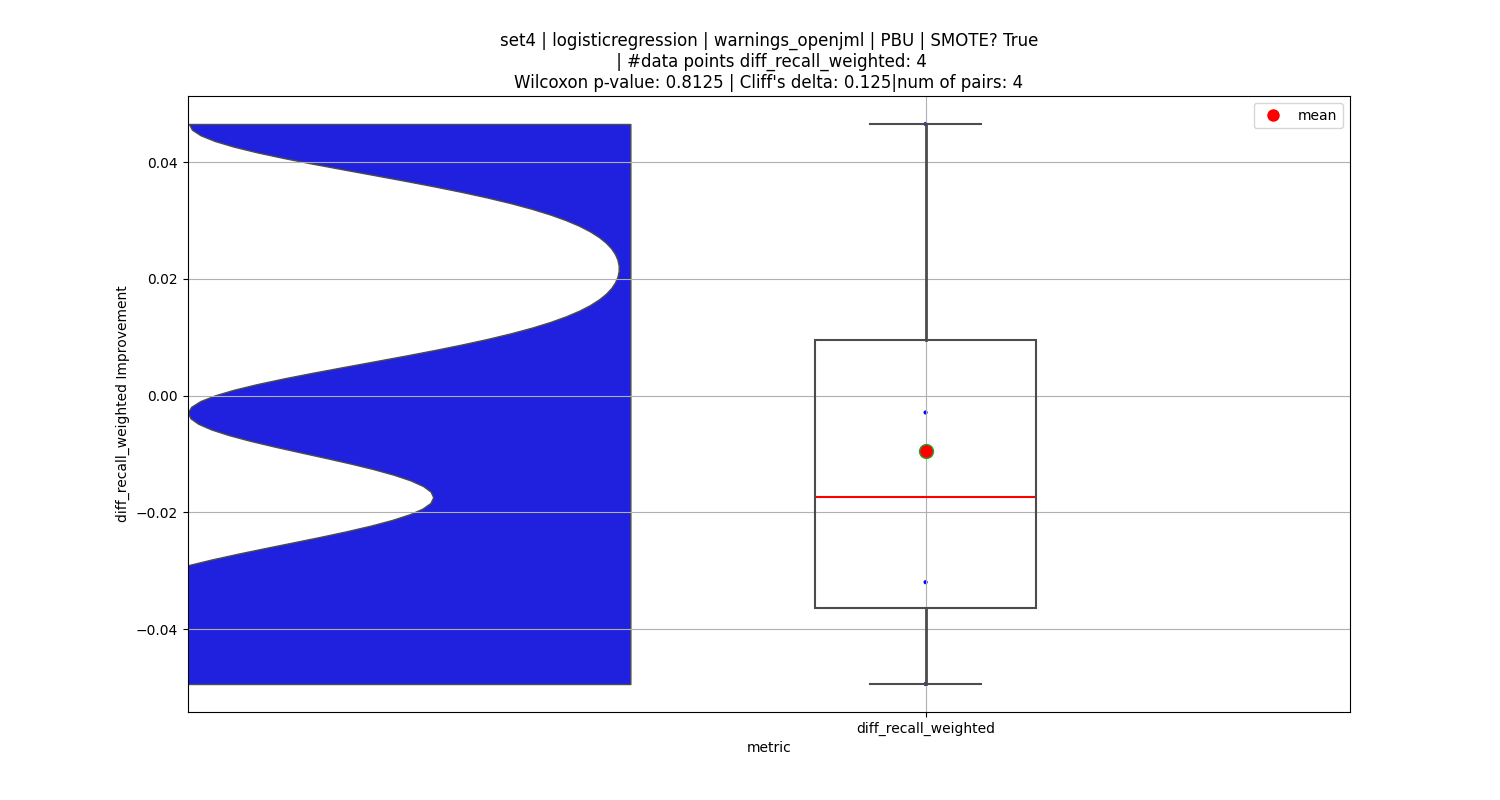 set4 | logisticregression | warnings_openjml | PBU | SMOTE? True
| #data points diff_recall_weighted: 4
Wilcoxon p-value: 0.8125 | Cliff's delta: 0.125|num of pairs: 4
mean
0.04
0.02
0.00
−0.02
−0.04
diff_recall_weighted Improvement
diff_recall_weighted
metric